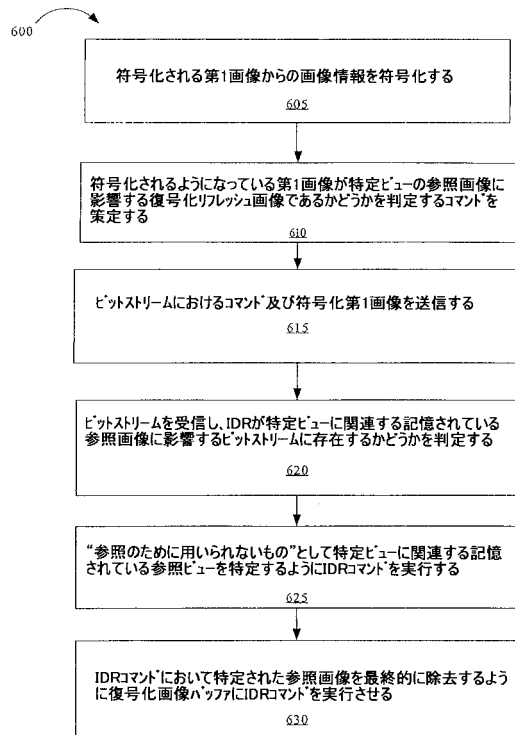 600
符号化される第1画像からの画像情報を符号化する
605
符号化されるようになっている第1画像が特定ビューの参照画像に
影響する復号化リフレッシュ画像であるかどうかを判定するコマンドを
策定する
610
ビットストリームにおけるコマンド及び符号化第1画像を送信する
615
ビットストリームを受信し、IDRが特定ビューに関連する記憶されている
参照画像に影響するビットストリームに存在するかどうかを判定する
620
“参照のために用いられないもの”として特定ビューに関連する記憶
されている参照ビューを特定するようにIDRコマンドを実行する
625
IDRコマンドにおいて特定された参照画像を最終的に除去するよう
に復号化画像バッファにIDRコマンドを実行させる
630